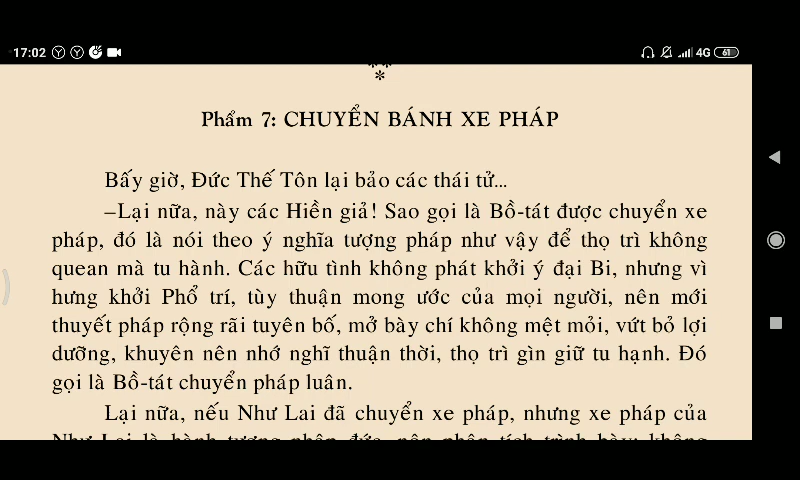 17:02
4G 61
Phẩm 7: CHUYỂN BÁNH XE PHÁP
Bấy giờ, Đức Thế Tôn lại bảo các thái tử...
–Lại nữa, này các Hiền giả! Sao gọi là Bồ-tát được chuyển xe
pháp, đó là nói theo ý nghĩa tượng pháp như vậy để thọ trì không
quean mà tu hành. Các hữu tình không phát khởi ý đại Bi, nhưng vì
hưng khởi Phổ trí, tùy thuận mong ước của mọi người, nên mới
thuyết pháp rộng rãi tuyên bố, mở bày chí không mệt mỏi, vứt bỏ lợi
dưỡng, khuyên nên nhớ nghĩ thuận thời, thọ trì gìn giữ tu hạnh. Đó
gọi là Bồ-tát chuyển pháp luân.
Lại nữa, nếu Như Lai đã chuyển xe pháp, nhưng xe pháp của